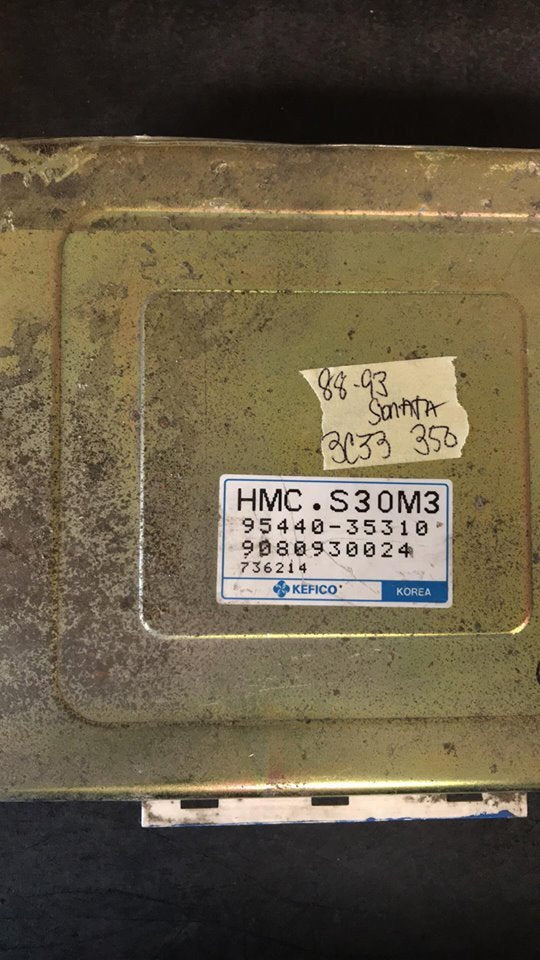 88-93
SONATA
3C33 350
HMC.S30M3
95440-35310
9080930024
736214
KEFICO KOREA